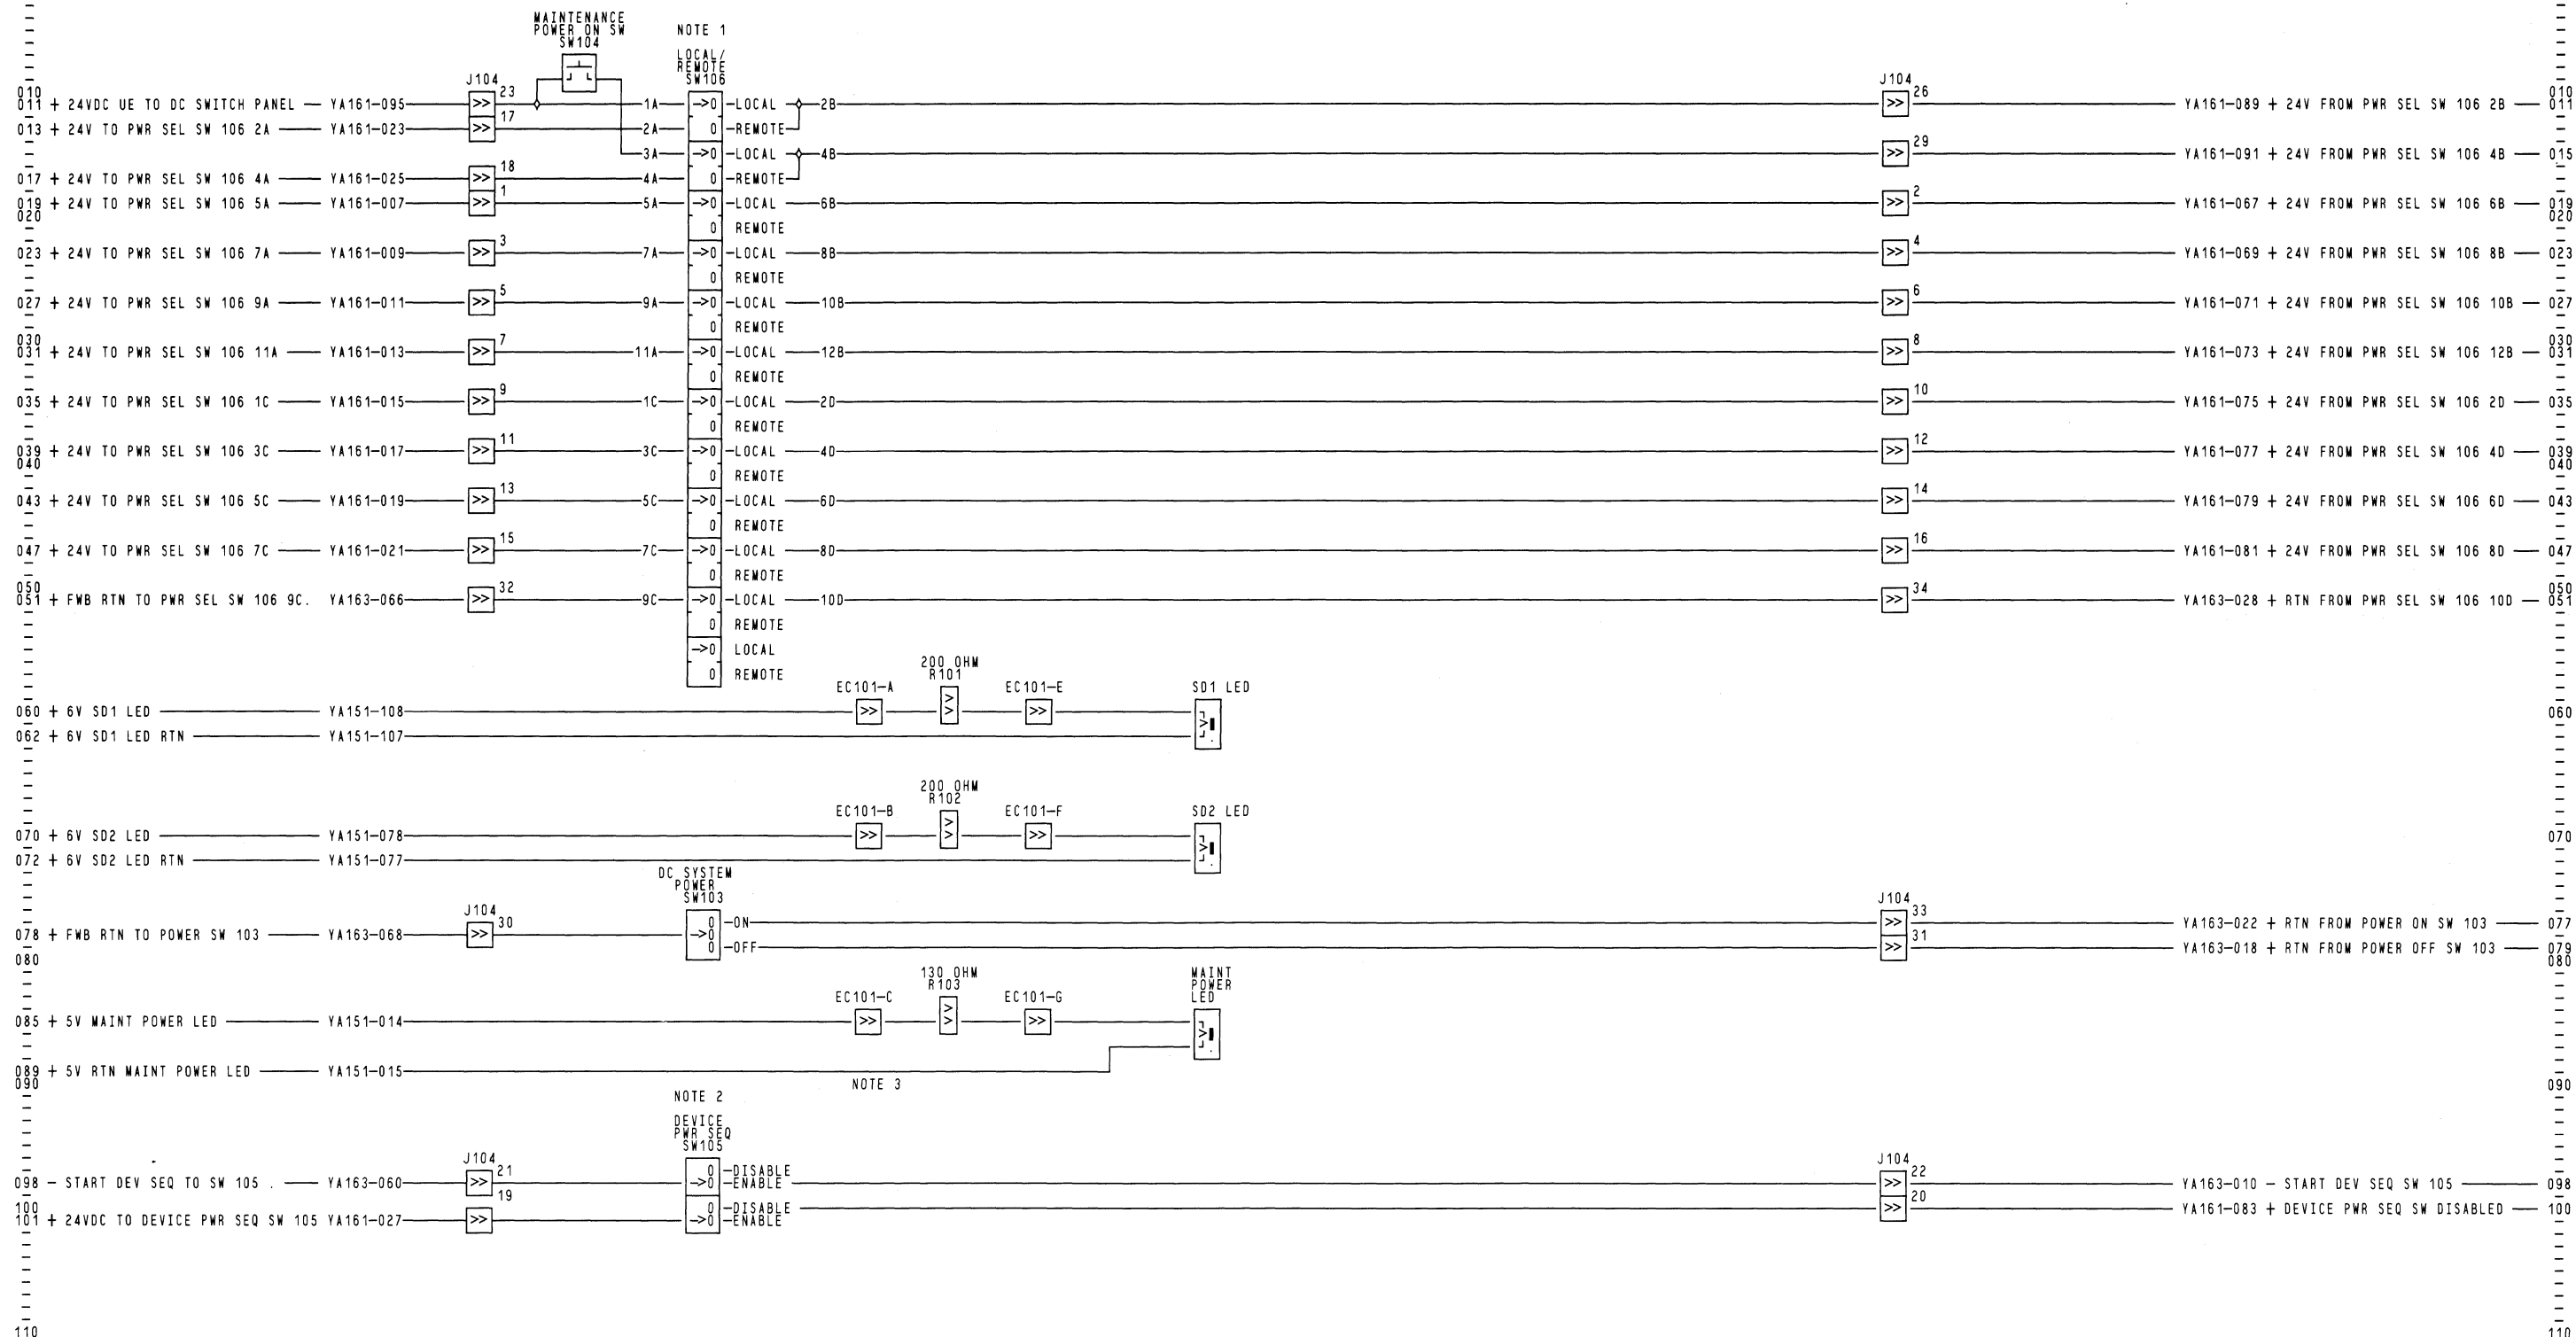 MAINTENANCE
POWER ON SW
SW104
NOTE 1
LOCAL/
REMOTE
SW106
J104
J104
010
010
011 + 24VDC UE TO DC SWITCH PANEL — YA161-095 >> 23 1A ->0 -LOCAL 2B >> 26 YA161-089 + 24V FROM PWR SEL SW 106 2B — 011
013 + 24V TO PWR SEL SW 106 2A — YA161-023 >> 17 2A 0 -REMOTE
3A ->0 -LOCAL 4B >> 29 YA161-091 + 24V FROM PWR SEL SW 106 4B — 015
017 + 24V TO PWR SEL SW 106 4A — YA161-025 >> 18 4A 0 -REMOTE
019 + 24V TO PWR SEL SW 106 5A — YA161-007 >> 1 5A ->0 -LOCAL 6B >> 2 YA161-067 + 24V FROM PWR SEL SW 106 6B — 019
020 0 REMOTE 020
023 + 24V TO PWR SEL SW 106 7A — YA161-009 >> 3 7A ->0 -LOCAL 8B >> 4 YA161-069 + 24V FROM PWR SEL SW 106 8B — 023
0 REMOTE
027 + 24V TO PWR SEL SW 106 9A — YA161-011 >> 5 9A ->0 -LOCAL 10B >> 6 YA161-071 + 24V FROM PWR SEL SW 106 10B — 027
0 REMOTE
030 030
031 + 24V TO PWR SEL SW 106 11A — YA161-013 >> 7 11A ->0 -LOCAL 12B >> 8 YA161-073 + 24V FROM PWR SEL SW 106 12B — 031
0 REMOTE
035 + 24V TO PWR SEL SW 106 1C — YA161-015 >> 9 1C ->0 -LOCAL 2D >> 10 YA161-075 + 24V FROM PWR SEL SW 106 2D — 035
0 REMOTE
039 + 24V TO PWR SEL SW 106 3C — YA161-017 >> 11 3C ->0 -LOCAL 4D >> 12 YA161-077 + 24V FROM PWR SEL SW 106 4D — 039
040 0 REMOTE 040
043 + 24V TO PWR SEL SW 106 5C — YA161-019 >> 13 5C ->0 -LOCAL 6D >> 14 YA161-079 + 24V FROM PWR SEL SW 106 6D — 043
0 REMOTE
047 + 24V TO PWR SEL SW 106 7C — YA161-021 >> 15 7C ->0 -LOCAL 8D >> 16 YA161-081 + 24V FROM PWR SEL SW 106 8D — 047
0 REMOTE
050 050
051 + FWB RTN TO PWR SEL SW 106 9C. YA163-066 >> 32 9C ->0 -LOCAL 10D >> 34 YA163-028 + RTN FROM PWR SEL SW 106 10D — 051
0 REMOTE
->0 LOCAL
0 REMOTE
200 OHM
R101
EC101-A EC101-E SD1 LED
060 + 6V SD1 LED — YA151-108 >> >> >> 060
062 + 6V SD1 LED RTN — YA151-107
200 OHM
R102
EC101-B EC101-F SD2 LED
070 + 6V SD2 LED — YA151-078 >> >> >> 070
072 + 6V SD2 LED RTN — YA151-077
DC SYSTEM
POWER
SW103
J104 J104
0 -ON >> 33 YA163-022 + RTN FROM POWER ON SW 103 — 077
078 + FWB RTN TO POWER SW 103 — YA163-068 >> 30 ->0
0 -OFF >> 31 YA163-018 + RTN FROM POWER OFF SW 103 — 079
080 080
130 OHM
R103
MAINT
POWER
LED
EC101-C EC101-G
085 + 5V MAINT POWER LED — YA151-014 >> >> >>
089 + 5V RTN MAINT POWER LED — YA151-015
090 NOTE 3 090
NOTE 2
DEVICE
PWR SEQ
SW105
J104 J104
0 -DISABLE
098 - START DEV SEQ TO SW 105 . — YA163-060 >> 21 ->0 -ENABLE >> 22 YA163-010 - START DEV SEQ SW 105 — 098
100 0 -DISABLE >> 20 YA161-083 + DEVICE PWR SEQ SW DISABLED — 100
101 + 24VDC TO DEVICE PWR SEQ SW 105 YA161-027 >> 19 ->0 -ENABLE
110 110